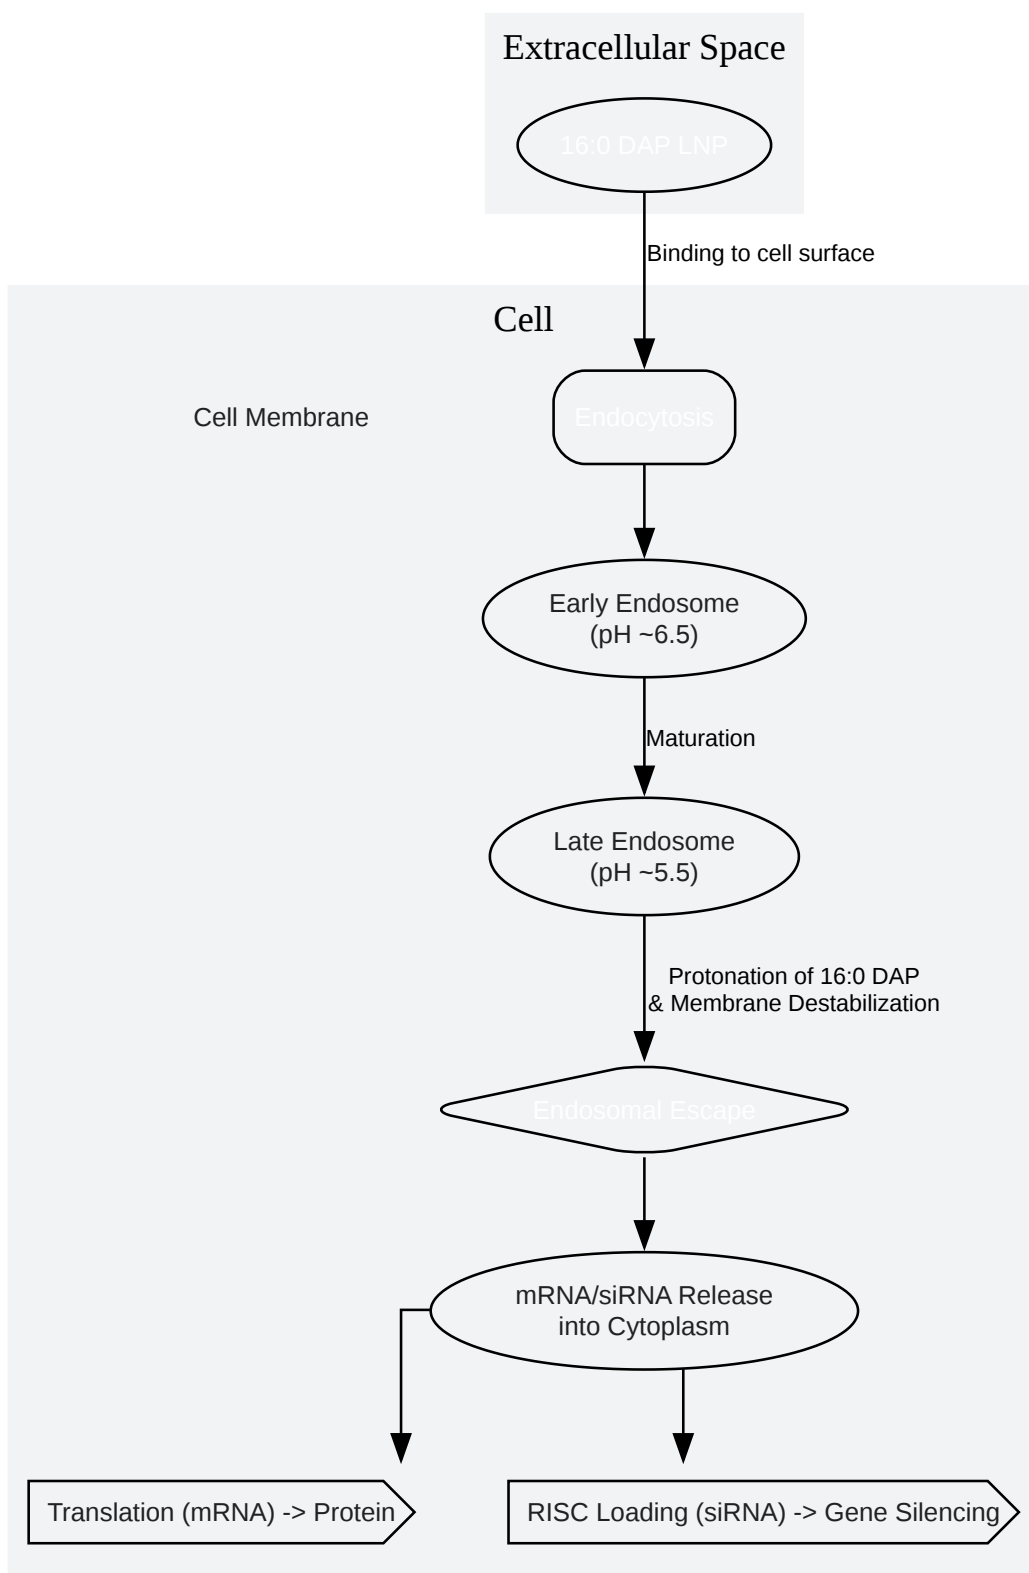 Extracellular Space
16:0 DAP LNP
Binding to cell surface
Cell
Cell Membrane
Endocytosis
Early Endosome
(pH ~6.5)
Maturation
Late Endosome
(pH ~5.5)
Protonation of 16:0 DAP
& Membrane Destabilization
Endosomal Escape
mRNA/siRNA Release
into Cytoplasm
Translation (mRNA) -> Protein
RISC Loading (siRNA) -> Gene Silencing